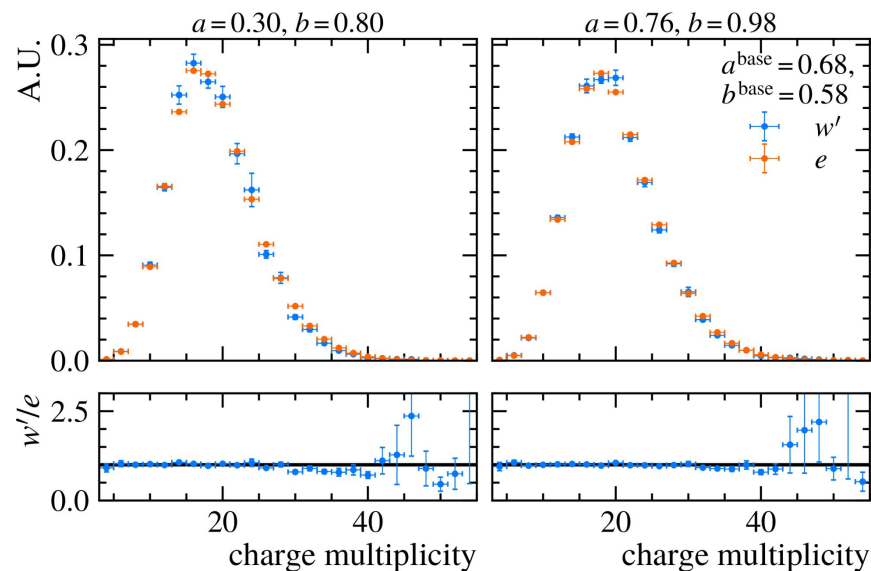 a = 0.30, b = 0.80
a = 0.76, b = 0.98
A.U.
0.3
0.2
0.1
0.0
a^base = 0.68,
b^base = 0.58
w′
e
w′/e
2.5
0.0
20
40
20
40
charge multiplicity
charge multiplicity